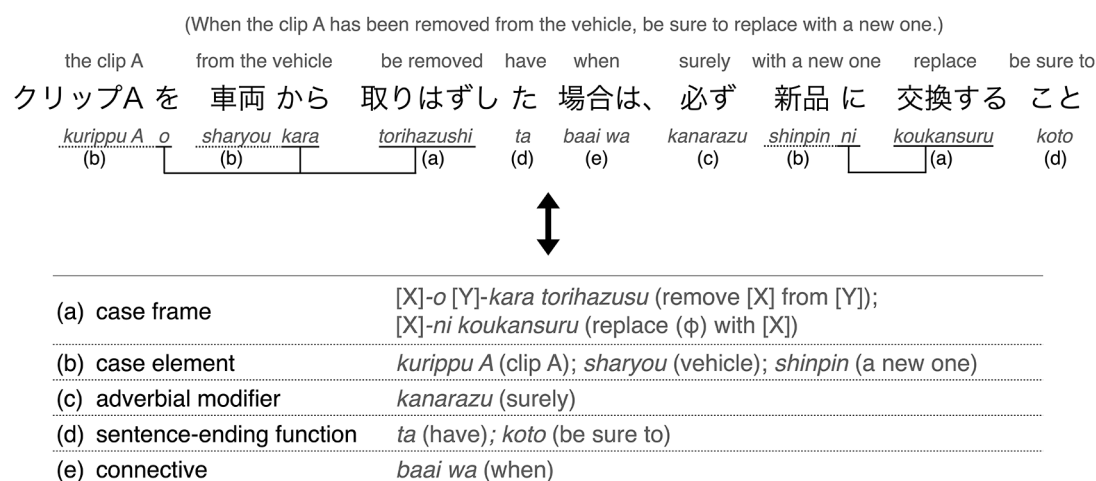 (When the clip A has been removed from the vehicle, be sure to replace with a new one.)
the clip A from the vehicle be removed have when surely with a new one replace be sure to
クリップA を 車両 から 取りはずし た 場合は、 必ず 新品 に 交換する こと
kurippu A o sharyou kara torihazushi ta baai wa kanarazu shinpin ni koukansuru koto
(b) (b) (a) (d) (e) (c) (b) (a) (d)
(a) case frame [X]-o [Y]-kara torihazusu (remove [X] from [Y]);
[X]-ni koukansuru (replace (ϕ) with [X])
(b) case element kurippu A (clip A); sharyou (vehicle); shinpin (a new one)
(c) adverbial modifier kanarazu (surely)
(d) sentence-ending function ta (have); koto (be sure to)
(e) connective baai wa (when)